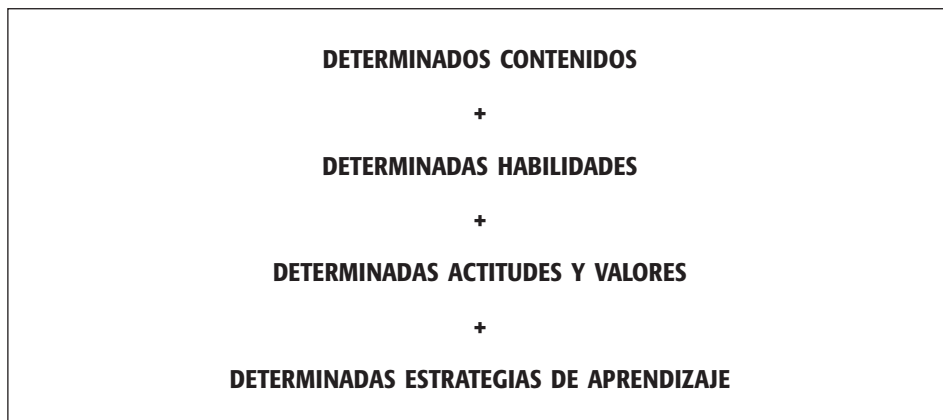 DETERMINADOS CONTENIDOS
+
DETERMINADAS HABILIDADES
+
DETERMINADAS ACTITUDES Y VALORES
+
DETERMINADAS ESTRATEGIAS DE APRENDIZAJE